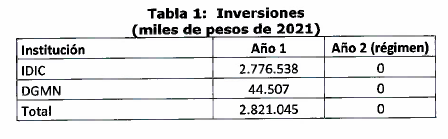 Tabla 1: Inversiones
(miles de pesos de 2021)
Institución Año 1 Año 2 (régimen)
IDIC 2.776.538 0
DGMN 44.507 0
Total 2.821.045 0